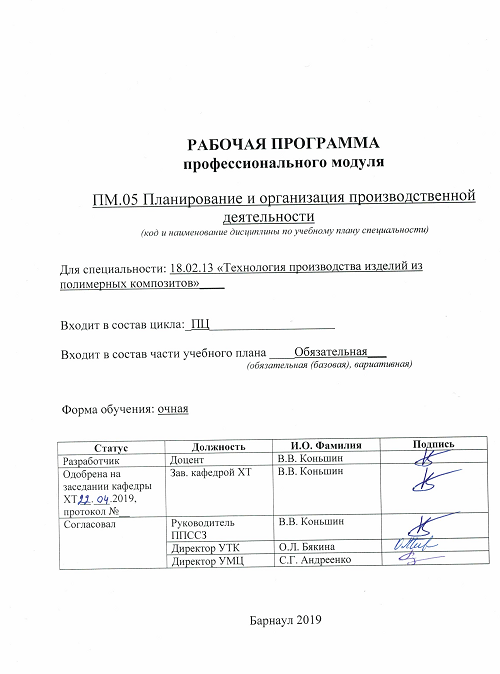 РАБОЧАЯ ПРОГРАММА
профессионального модуля
ПМ.05 Планирование и организация производственной
деятельности
(код и наименование дисциплины по учебному плану специальности)
Для специальности: 18.02.13 «Технология производства изделий из
полимерных композитов»____
Входит в состав цикла:_ПЦ____________________
Входит в состав части учебного плана ____Обязательная___
(обязательная (базовая), вариативная)
Форма обучения: очная
Статус Должность И.О. Фамилия Подпись
Разработчик Доцент В.В. Коньшин
Одобрена на Зав. кафедрой ХТ В.В. Коньшин
заседании кафедры
ХТ 22. 04.2019,
протокол №__
Согласовал Руководитель В.В. Коньшин
ППССЗ
Директор УТК О.Л. Бякина
Директор УМЦ С.Г. Андреенко
Барнаул 2019